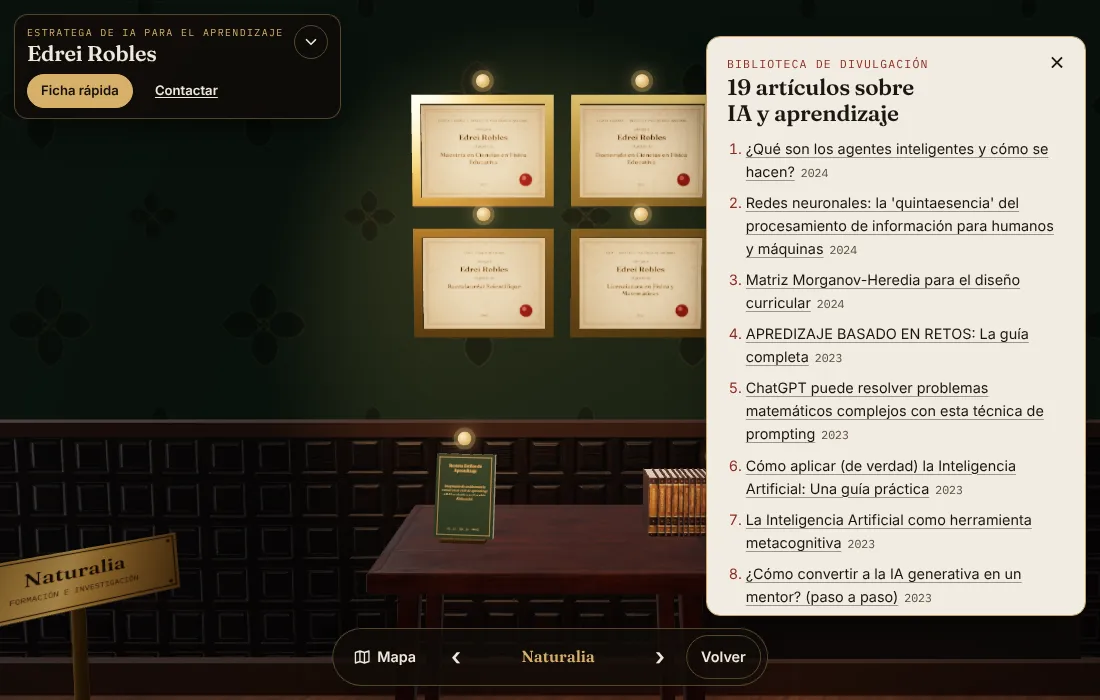 ESTRATEGA DE IA PARA EL APRENDIZAJE
Edrei Robles
Ficha rápida
Contactar
Edrei Robles
Edrei Robles
Edrei Robles
Edrei Robles
Naturalia
FORMACIÓN E INVESTIGACIÓN
BIBLIOTECA DE DIVULGACIÓN
19 artículos sobre
IA y aprendizaje
1. ¿Qué son los agentes inteligentes y cómo se
hacen? 2024
2. Redes neuronales: la 'quintaesencia' del
procesamiento de información para humanos
y máquinas 2024
3. Matriz Morganov-Heredia para el diseño
curricular 2024
4. APREDIZAJE BASADO EN RETOS: La guía
completa 2023
5. ChatGPT puede resolver problemas
matemáticos complejos con esta técnica de
prompting 2023
6. Cómo aplicar (de verdad) la Inteligencia
Artificial: Una guía práctica 2023
7. La Inteligencia Artificial como herramienta
metacognitiva 2023
8. ¿Cómo convertir a la IA generativa en un
mentor? (paso a paso) 2023
Mapa
Naturalia
Volver